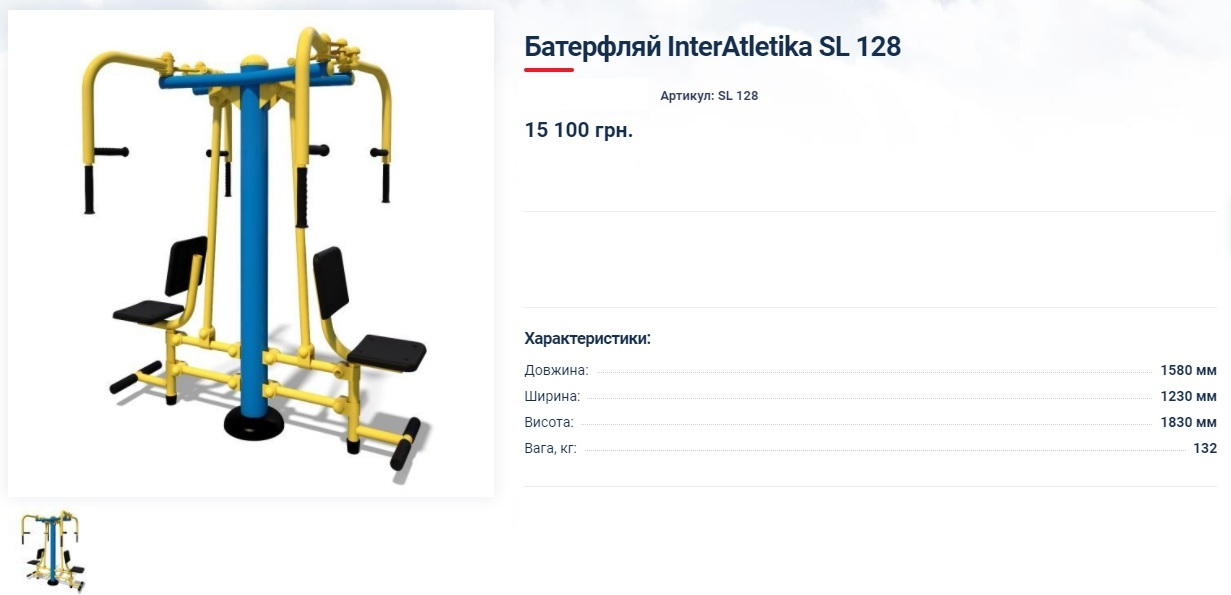 Батерфляй InterAtletika SL 128
Артикул: SL 128
15 100 грн.
Характеристики:
Довжина: 1580 мм
Ширина: 1230 мм
Висота: 1830 мм
Вага, кг: 132